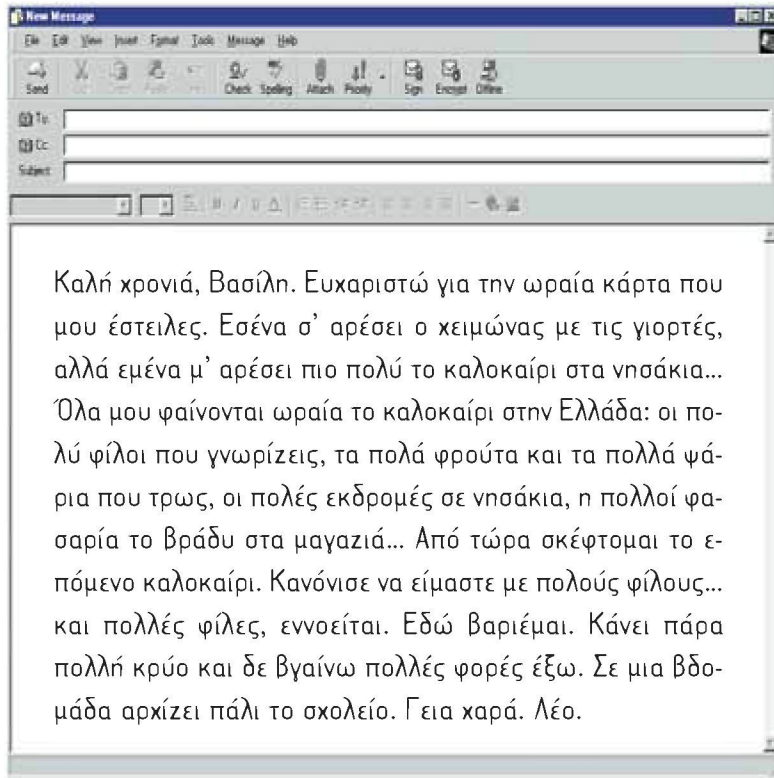 New Message
File Edit View Insert Format Tools Message Help
Send Check Spelling Attach Priority Sign Encrypt Offline
To:
Cc:
Subject:
B I U A
Καλή χρονιά, Βασίλη. Ευχαριστώ για την ωραία κάρτα που
μου έστειλες. Εσένα σ’ αρέσει ο χειμώνας με τις γιορτές,
αλλά εμένα μ’ αρέσει πιο πολύ το καλοκαίρι στα νησάκια...
Όλα μου φαίνονται ωραία το καλοκαίρι στην Ελλάδα: οι πο-
λύ φίλοι που γνωρίζεις, τα πολά φρούτα και τα πολλά ψά-
ρια που τρως, οι πολές εκδρομές σε νησάκια, η πολλοί φα-
σαρία το βράδυ στα μαγαζιά... Από τώρα σκέφτομαι το ε-
πόμενο καλοκαίρι. Κανόνισε να είμαστε με πολούς φίλους...
και πολλές φίλες, εννοείται. Εδώ βαριέμαι. Κάνει πάρα
πολλή κρύο και δε βγαίνω πολλές φορές έξω. Σε μια βδο-
μάδα αρχίζει πάλι το σχολείο. Γεια χαρά. Λέο.